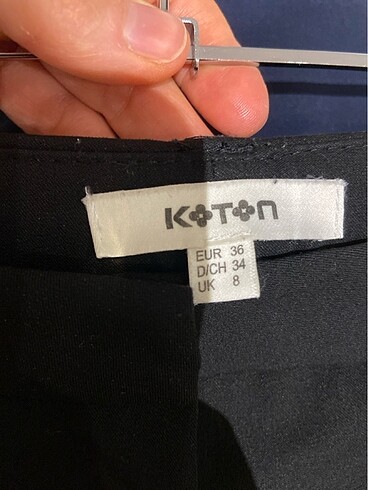 KOTON
EUR 36
D/CH 34
UK 8